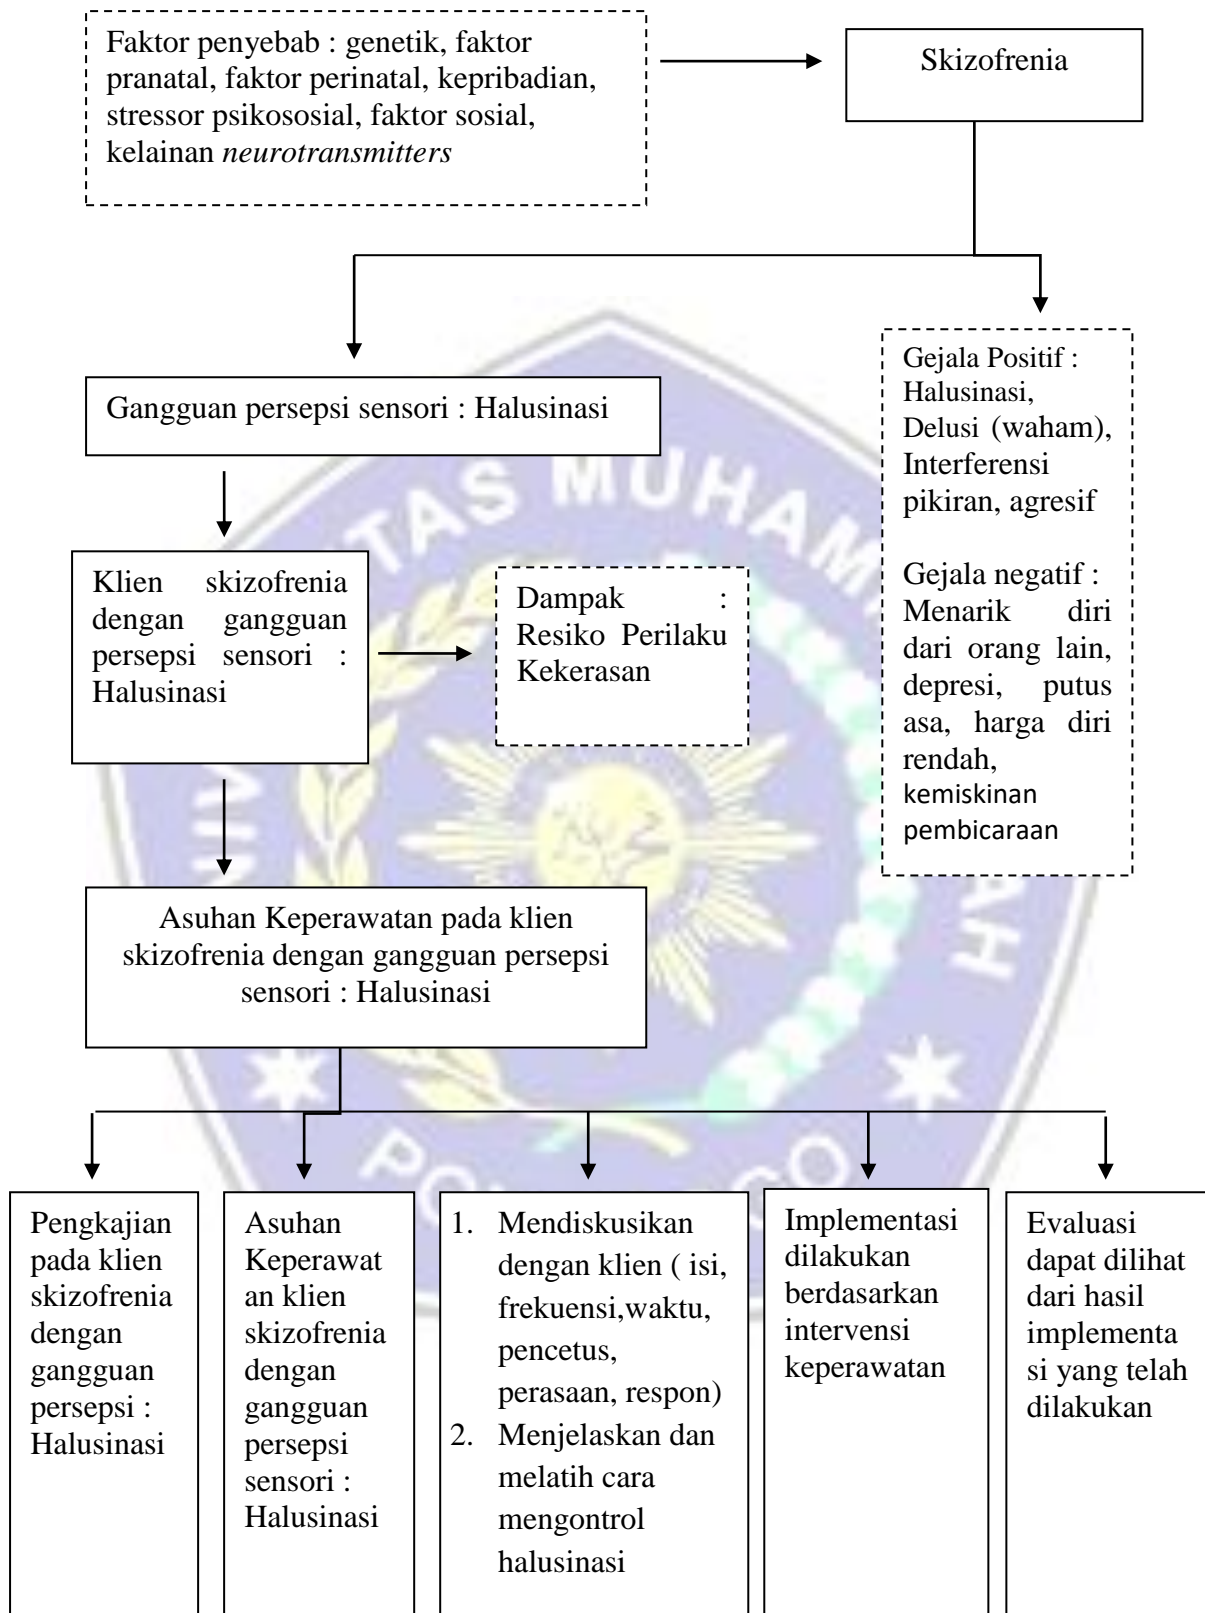 Faktor penyebab : genetik, faktor
pranatal, faktor perinatal, kepribadian,
stressor psikososial, faktor sosial,
kelainan neurotransmitters
Skizofrenia
Gangguan persepsi sensori : Halusinasi
Gejala Positif :
Halusinasi,
Delusi (waham),
Interferensi
pikiran, agresif
Gejala negatif :
Menarik diri
dari orang lain,
depresi, putus
asa, harga diri
rendah,
kemiskinan
pembicaraan
Klien skizofrenia
dengan gangguan
persepsi sensori :
Halusinasi
Dampak :
Resiko Perilaku
Kekerasan
Asuhan Keperawatan pada klien
skizofrenia dengan gangguan persepsi
sensori : Halusinasi
Pengkajian
pada klien
skizofrenia
dengan
gangguan
persepsi :
Halusinasi
Asuhan
Keperawat
an klien
skizofrenia
dengan
gangguan
persepsi
sensori :
Halusinasi
1. Mendiskusikan
dengan klien ( isi,
frekuensi,waktu,
pencetus,
perasaan, respon)
2. Menjelaskan dan
melatih cara
mengontrol
halusinasi
Implementasi
dilakukan
berdasarkan
intervensi
keperawatan
Evaluasi
dapat dilihat
dari hasil
implementa
si yang telah
dilakukan